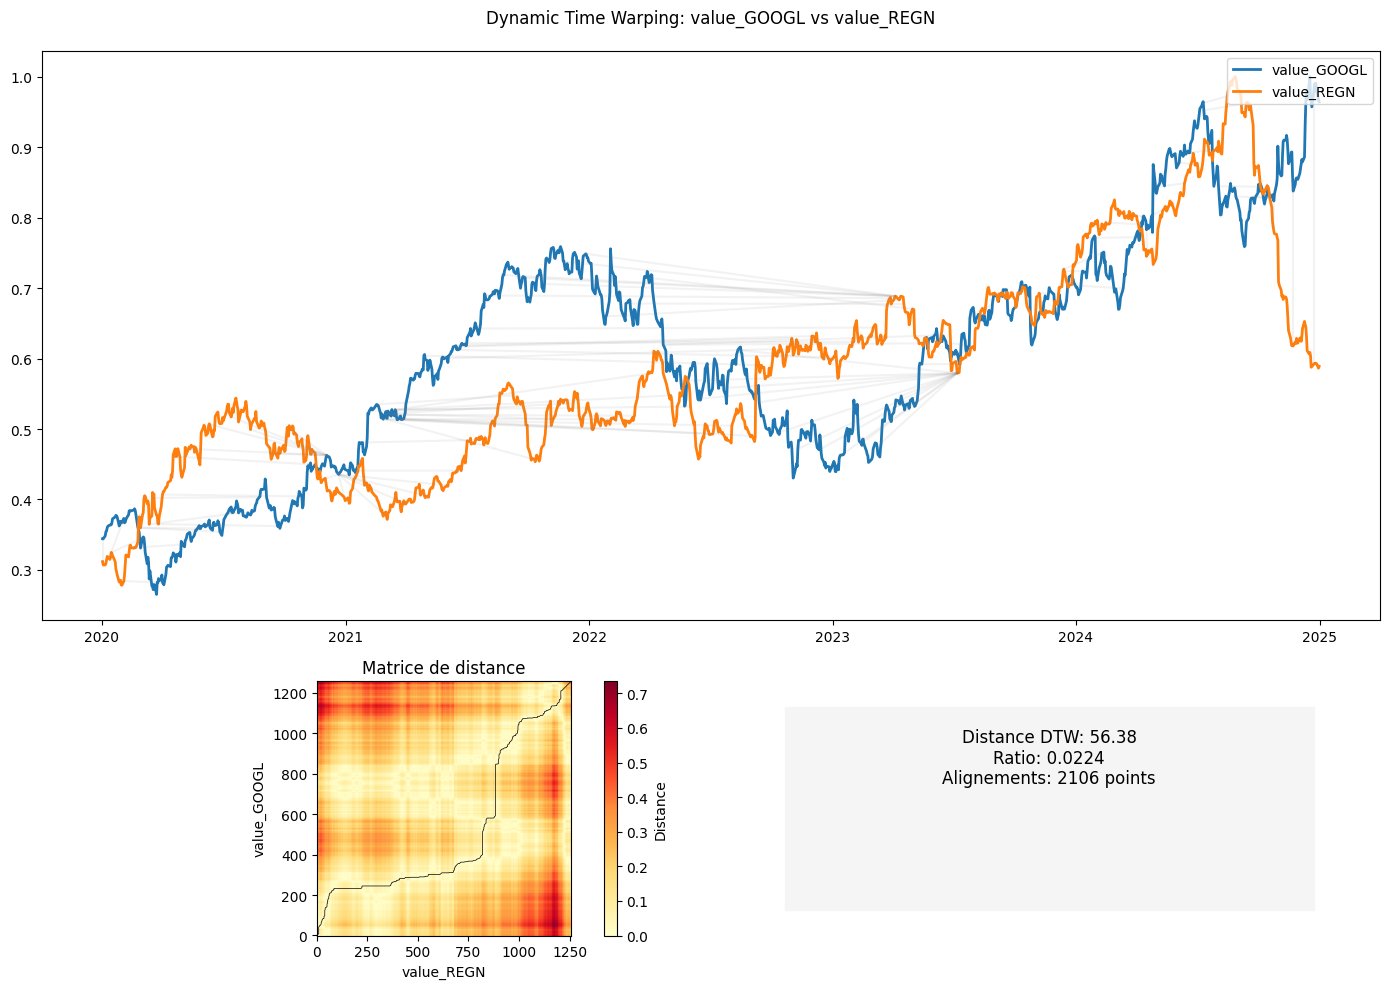 Dynamic Time Warping: value_GOOGL vs value_REGN
value_GOOGL
value_REGN
1.0
0.9
0.8
0.7
0.6
0.5
0.4
0.3
2020 2021 2022 2023 2024 2025
Matrice de distance
value_GOOGL
1200
1000
800
600
400
200
0
0 250 500 750 1000 1250
value_REGN
0.7
0.6
0.5
0.4
0.3
0.2
0.1
0.0
Distance
Distance DTW: 56.38
Ratio: 0.0224
Alignements: 2106 points